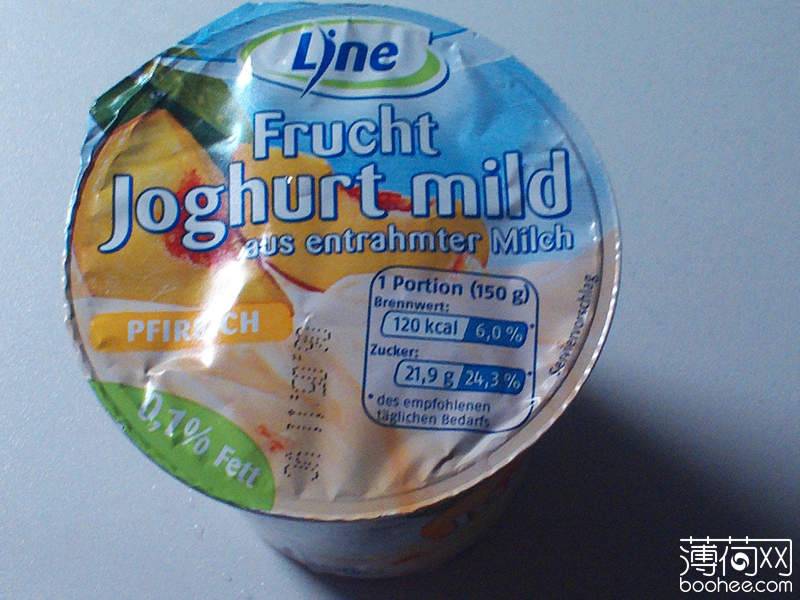 Line
Frucht
Joghurt mild
aus entrahmter Milch
PFIRSICH
0,1% Fett
1 Portion (150 g)
Brennwert:
120 kcal 6,0 %*
Zucker:
21,9 g 24,3 %*
* des empfohlenen
täglichen Bedarfs
Serviervorschlag
薄荷网
boohee.com